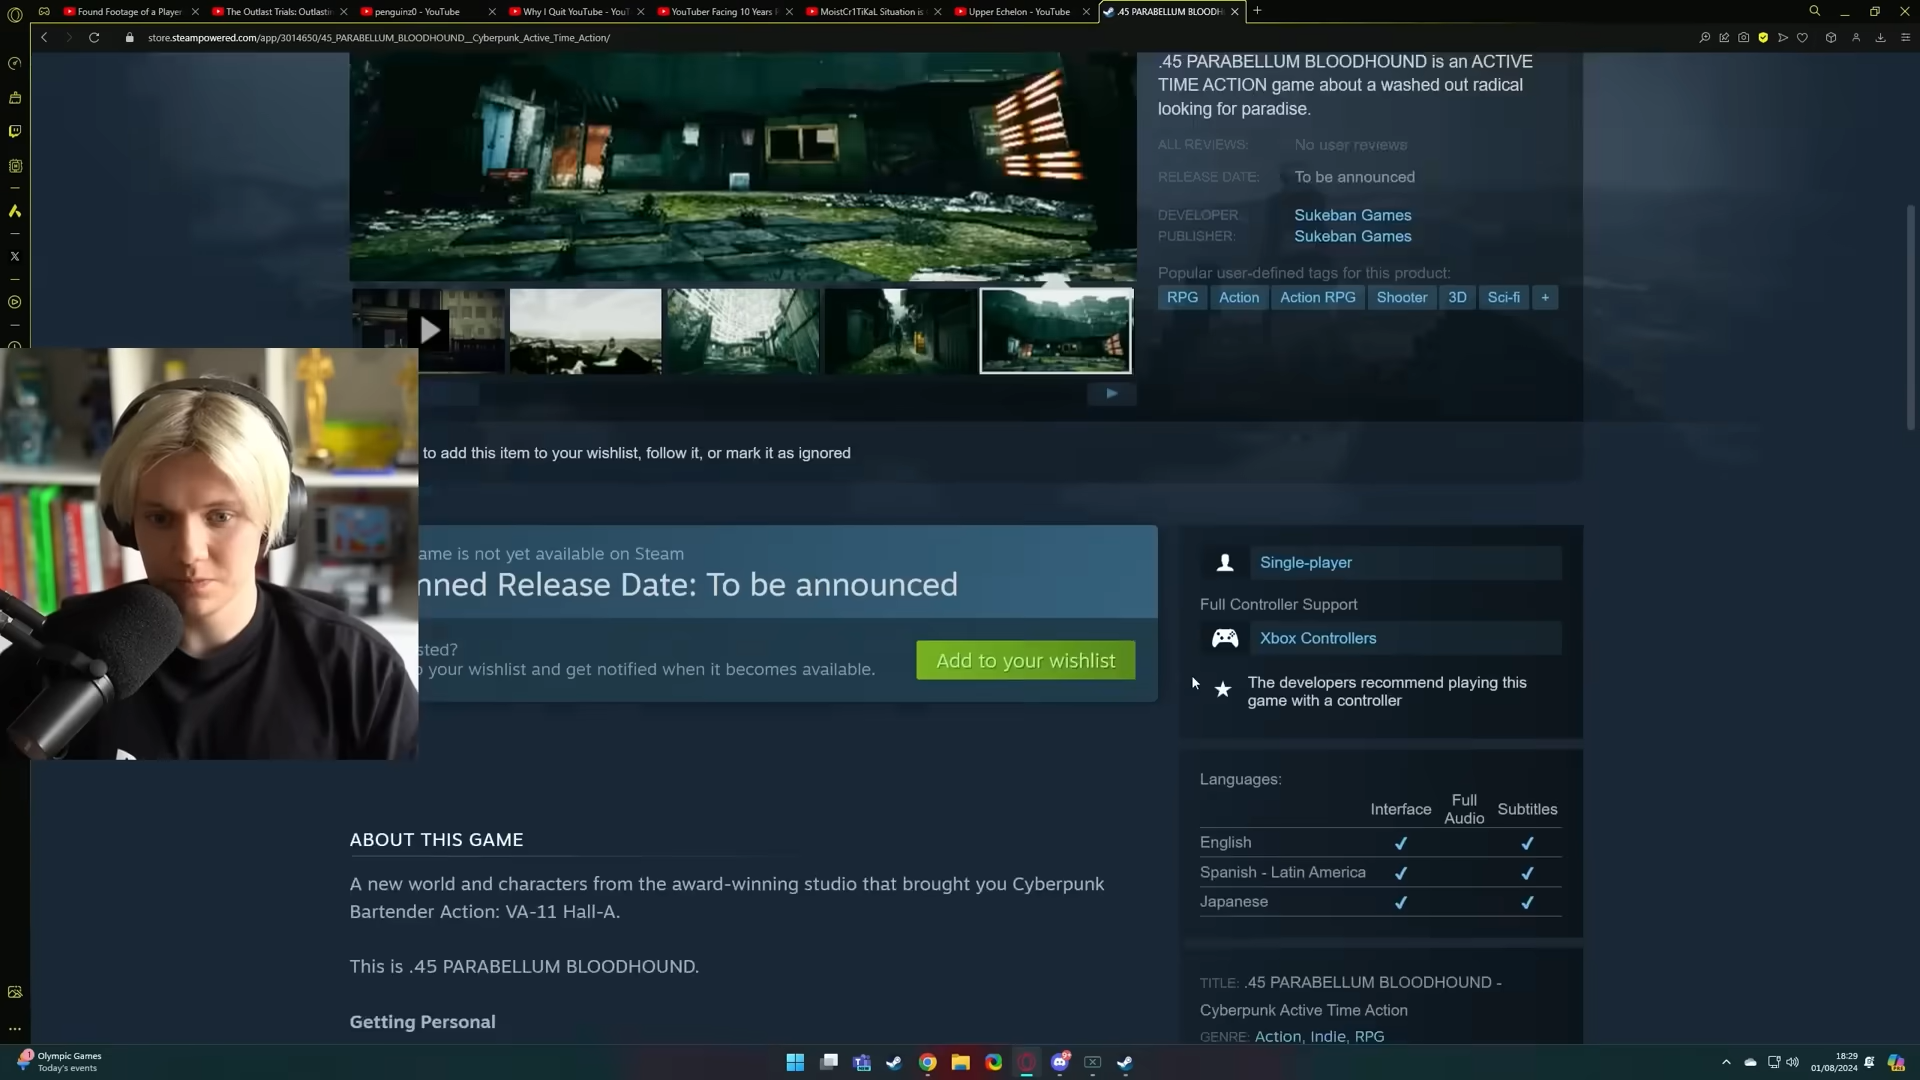 Found Footage of a Player
The Outlast Trials: Outlastin
penguinz0 - YouTube
Why I Quit YouTube - YouT
YouTuber Facing 10 Years
MoistCr1TiKaL Situation is
Upper Echelon - YouTube
.45 PARABELLUM BLOODH
store.steampowered.com/app/3014650/45_PARABELLUM_BLOODHOUND__Cyberpunk_Active_Time_Action/
.45 PARABELLUM BLOODHOUND is an ACTIVE
TIME ACTION game about a washed out radical
looking for paradise.
ALL REVIEWS: No user reviews
RELEASE DATE: To be announced
DEVELOPER: Sukeban Games
PUBLISHER: Sukeban Games
Popular user-defined tags for this product:
RPG Action Action RPG Shooter 3D Sci-fi +
to add this item to your wishlist, follow it, or mark it as ignored
ame is not yet available on Steam
nned Release Date: To be announced
sted?
your wishlist and get notified when it becomes available.
Add to your wishlist
Single-player
Full Controller Support
Xbox Controllers
The developers recommend playing this
game with a controller
Languages:
Interface Full Audio Subtitles
English ✔ ✔
Spanish - Latin America ✔ ✔
Japanese ✔ ✔
ABOUT THIS GAME
A new world and characters from the award-winning studio that brought you Cyberpunk
Bartender Action: VA-11 Hall-A.
This is .45 PARABELLUM BLOODHOUND.
Getting Personal
TITLE: .45 PARABELLUM BLOODHOUND -
Cyberpunk Active Time Action
GENRE: Action, Indie, RPG
1
Olympic Games
Today's events
9+
18:29
01/08/2024